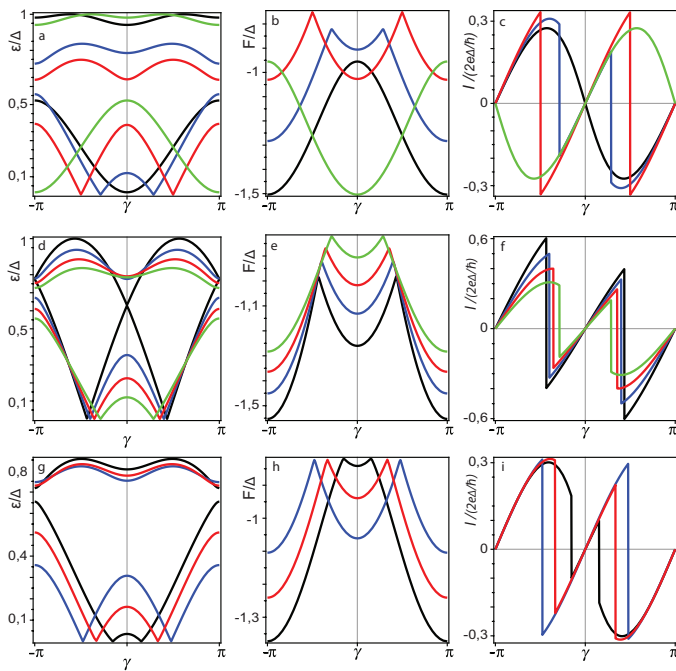 ε/Δ
1
0,5
0,1
a
-π
γ
π
F/Δ
-1
-1,5
b
-π
γ
π
I /(2eΔ/ħ)
0,3
0
-0,3
c
-π
γ
π
ε/Δ
1
0,5
0,1
d
-π
γ
π
F/Δ
-1,1
-1,5
e
-π
γ
π
I /(2eΔ/ħ)
0,6
0,3
0
-0,6
f
-π
γ
π
ε/Δ
0,8
0,4
0,1
g
-π
γ
π
F/Δ
-1
-1.3
h
-π
γ
π
I /(2eΔ/ħ)
0,3
0
-0,3
i
-π
γ
π